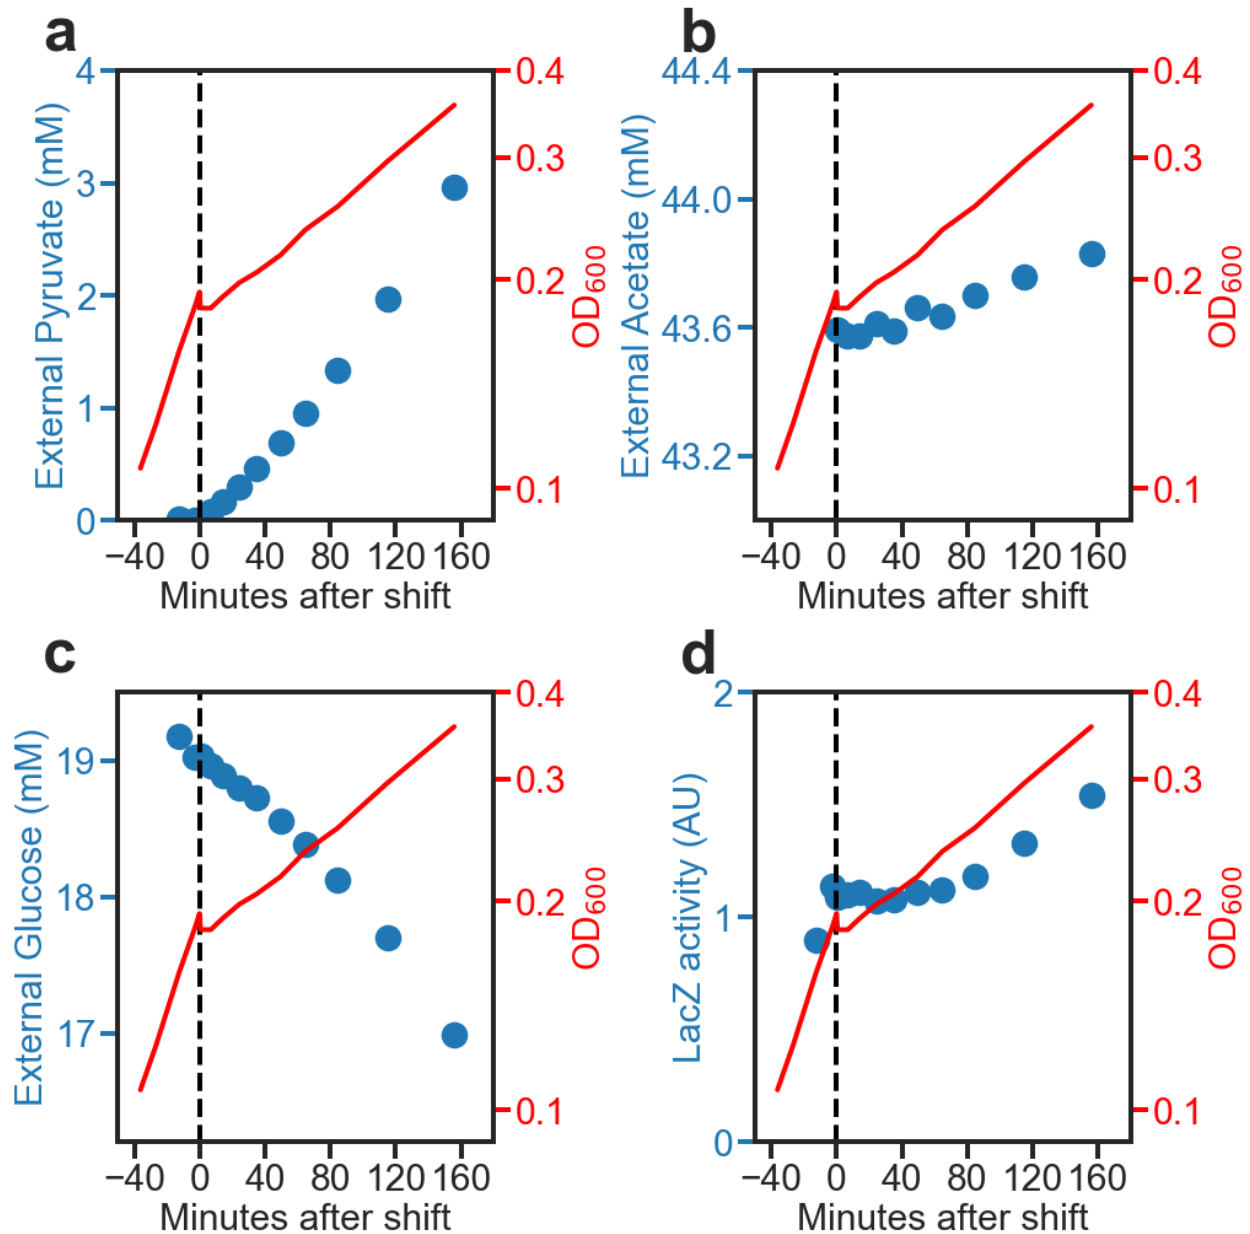 a
4
3
2
1
0
External Pyruvate (mM)
0.4
0.3
0.2
0.1
OD600
−40 0 40 80 120 160
Minutes after shift
b
44.4
44.0
43.6
43.2
External Acetate (mM)
0.4
0.3
0.2
0.1
OD600
−40 0 40 80 120 160
Minutes after shift
c
19
18
17
External Glucose (mM)
0.4
0.3
0.2
0.1
OD600
−40 0 40 80 120 160
Minutes after shift
d
2
1
0
LacZ activity (AU)
0.4
0.3
0.2
0.1
OD600
−40 0 40 80 120 160
Minutes after shift